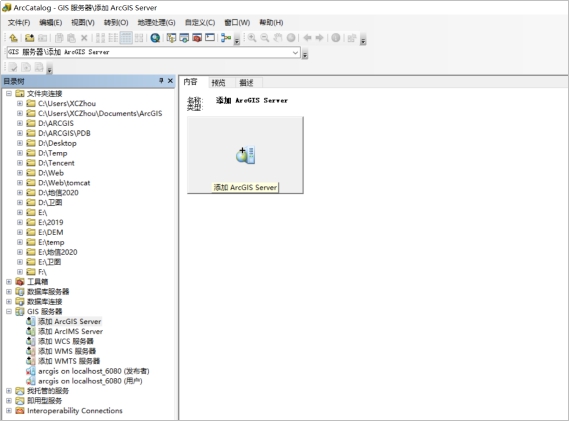 ArcCatalog - GIS 服务器\添加 ArcGIS Server
文件(F) 编辑(E) 视图(V) 转到(O) 地理处理(G) 自定义(C) 窗口(W) 帮助(H)
GIS 服务器\添加 ArcGIS Server
目录树
内容 预览 描述
名称: 添加 ArcGIS Server
类型:
添加 ArcGIS Server
文件夹连接
C:\Users\XCZhou
C:\Users\XCZhou\Documents\ArcGIS
D:\ARCGIS
D:\ARCGIS\PDB
D:\Desktop
D:\Temp
D:\Tencent
D:\Web
D:\Web\tomcat
D:\地信2020
D:\卫图
E:\
E:\2019
E:\DEM
E:\temp
E:\地信2020
E:\卫图
F:\
工具箱
数据库服务器
数据库连接
GIS 服务器
添加 ArcGIS Server
添加 ArcIMS Server
添加 WCS 服务器
添加 WMS 服务器
添加 WMTS 服务器
arcgis on localhost_6080 (发布者)
arcgis on localhost_6080 (用户)
我托管的服务
即用型服务
Interoperability Connections